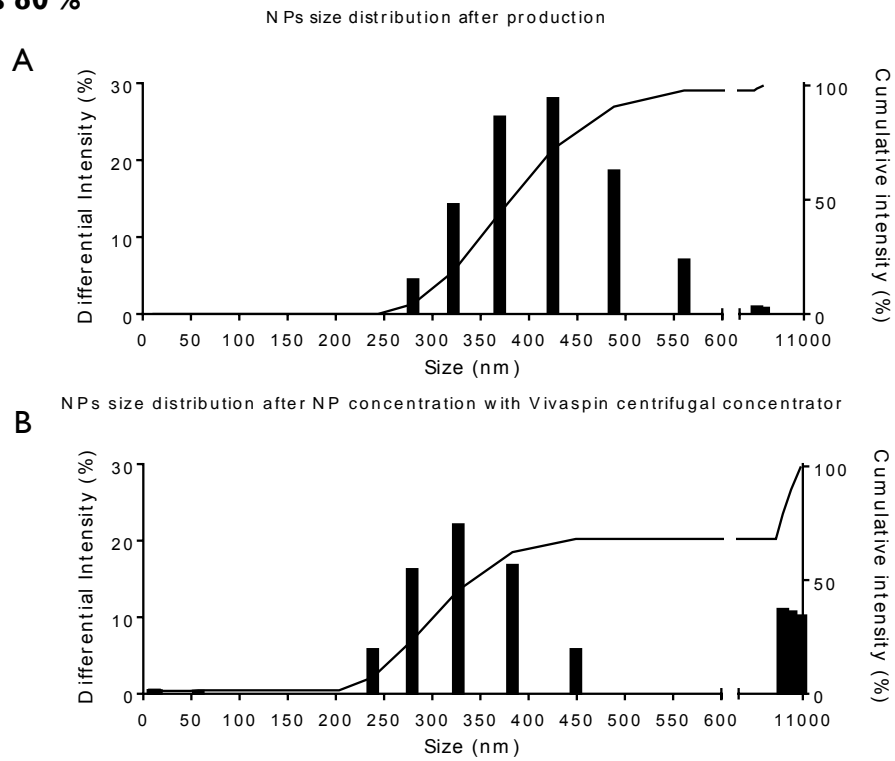 60 %
NPs size distribution after production
A
Differential Intensity (%)
30
20
10
0
100
50
0
Cumulative intensity (%)
0 50 100 150 200 250 300 350 400 450 500 550 600 11000
Size (nm)
NPs size distribution after NP concentration with Vivaspin centrifugal concentrator
B
Differential Intensity (%)
30
20
10
0
100
50
0
Cumulative intensity (%)
0 50 100 150 200 250 300 350 400 450 500 550 600 11000
Size (nm)